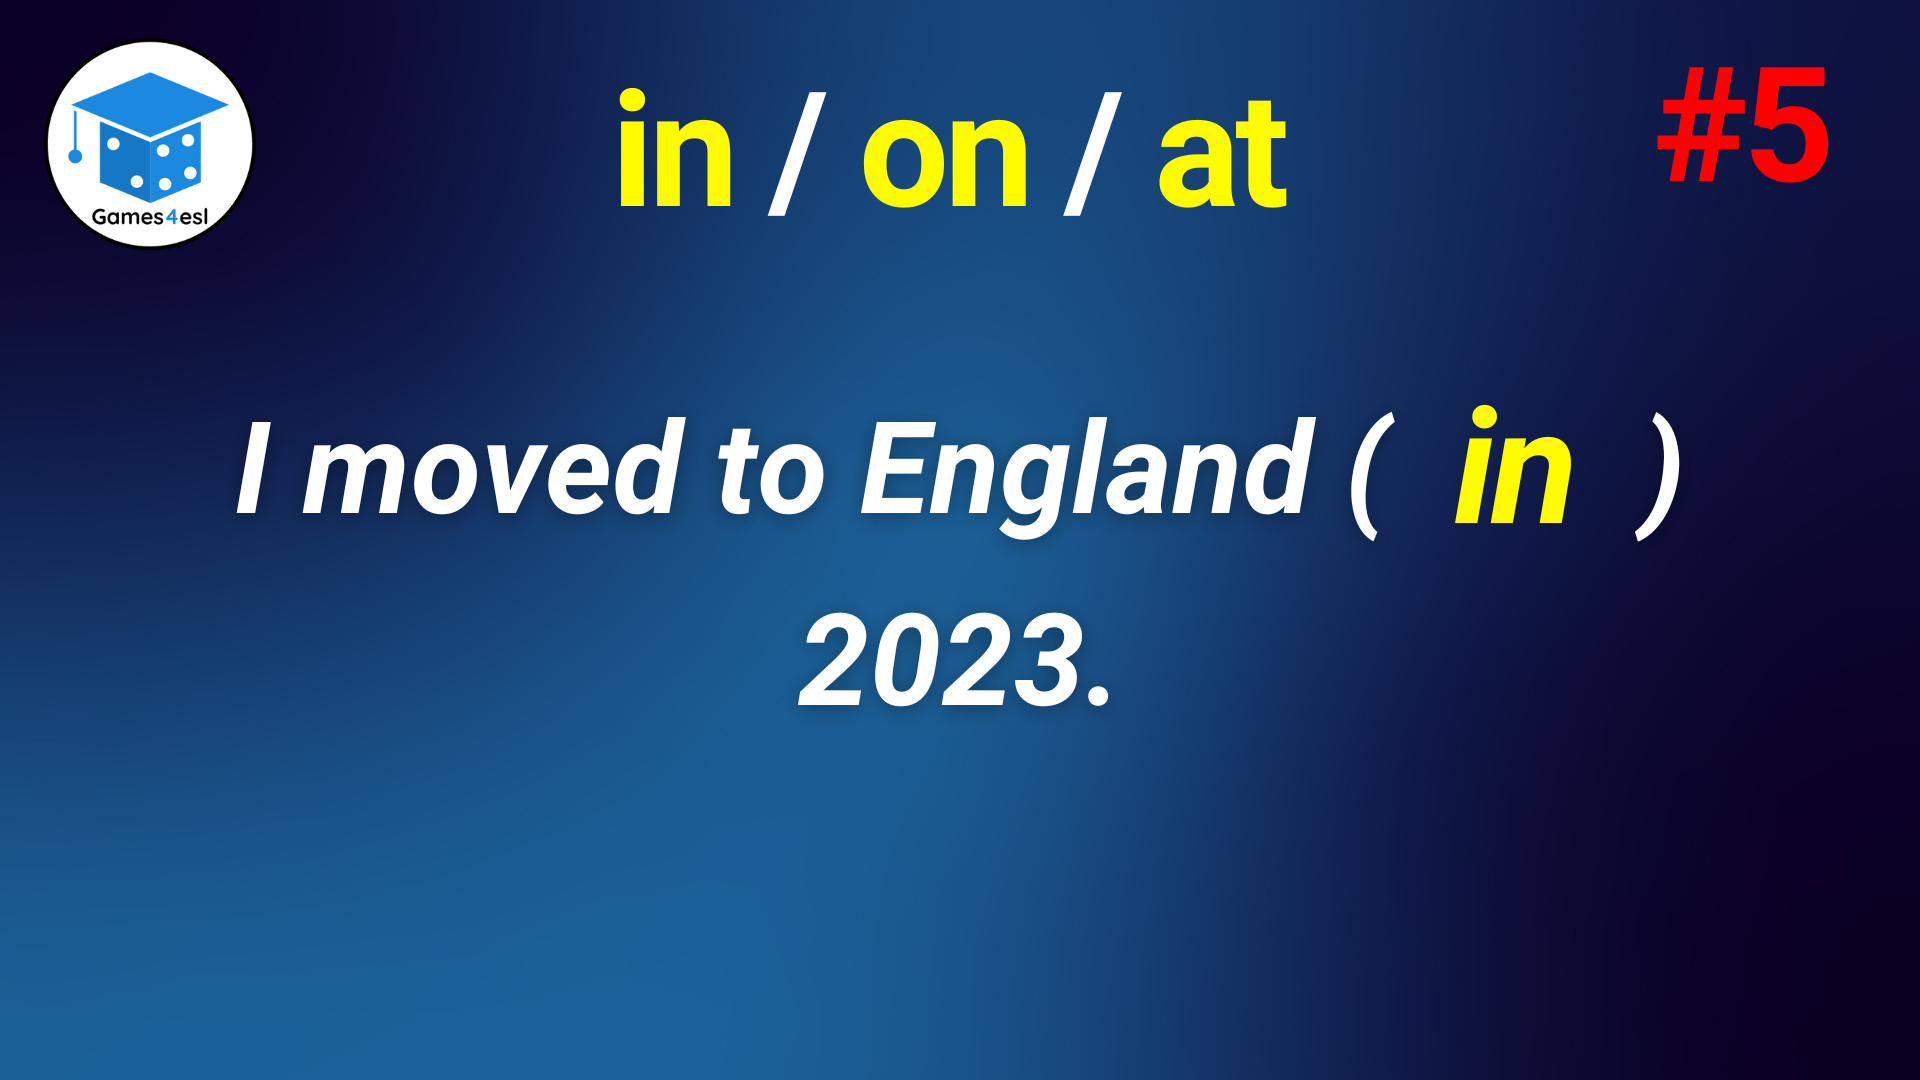 Games4esl
in / on / at
#5
I moved to England ( in )
2023.